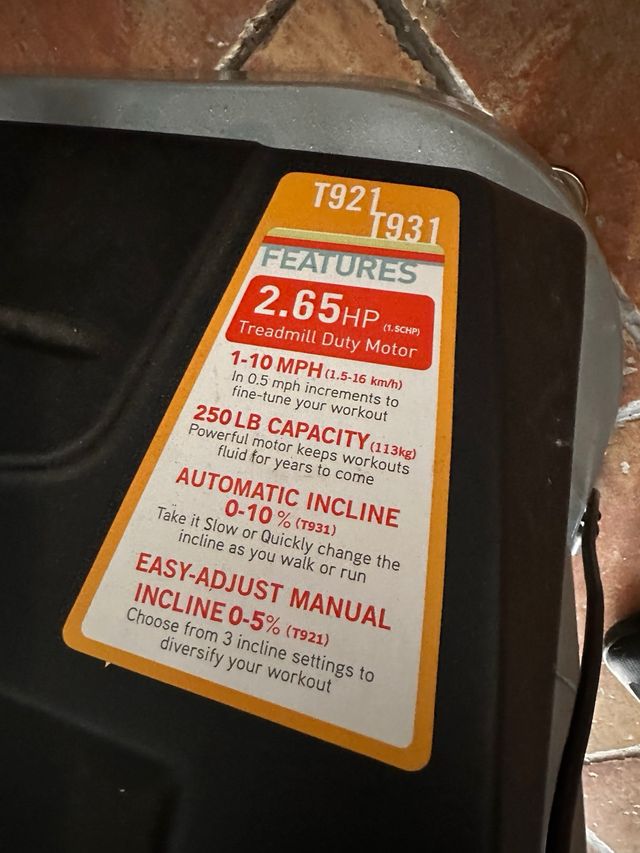 T921
T931
FEATURES
2.65HP (1.5CHP)
Treadmill Duty Motor
1-10 MPH (1.5-16 km/h)
In 0.5 mph increments to
fine-tune your workout
250 LB CAPACITY (113kg)
Powerful motor keeps workouts
fluid for years to come
AUTOMATIC INCLINE
0-10% (T931)
Take it Slow or Quickly change the
incline as you walk or run
EASY-ADJUST MANUAL
INCLINE 0-5% (T921)
Choose from 3 incline settings to
diversify your workout